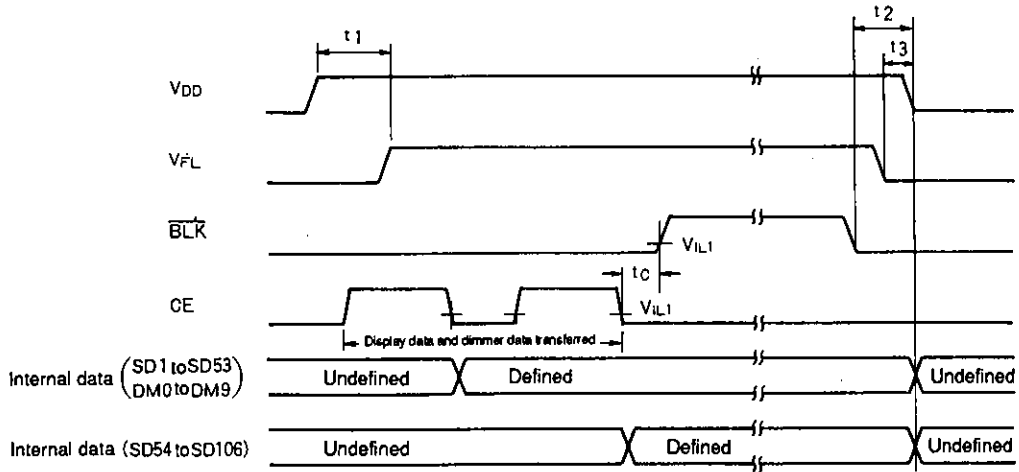 t1
t2
t3
VDD
VFL
BLK
VIL1
tC
CE
VIL1
Display data and dimmer data transferred
Internal data (SD1 to SD53
DM0 to DM9)
Undefined
Defined
Undefined
Internal data (SD54 to SD106)
Undefined
Defined
Undefined